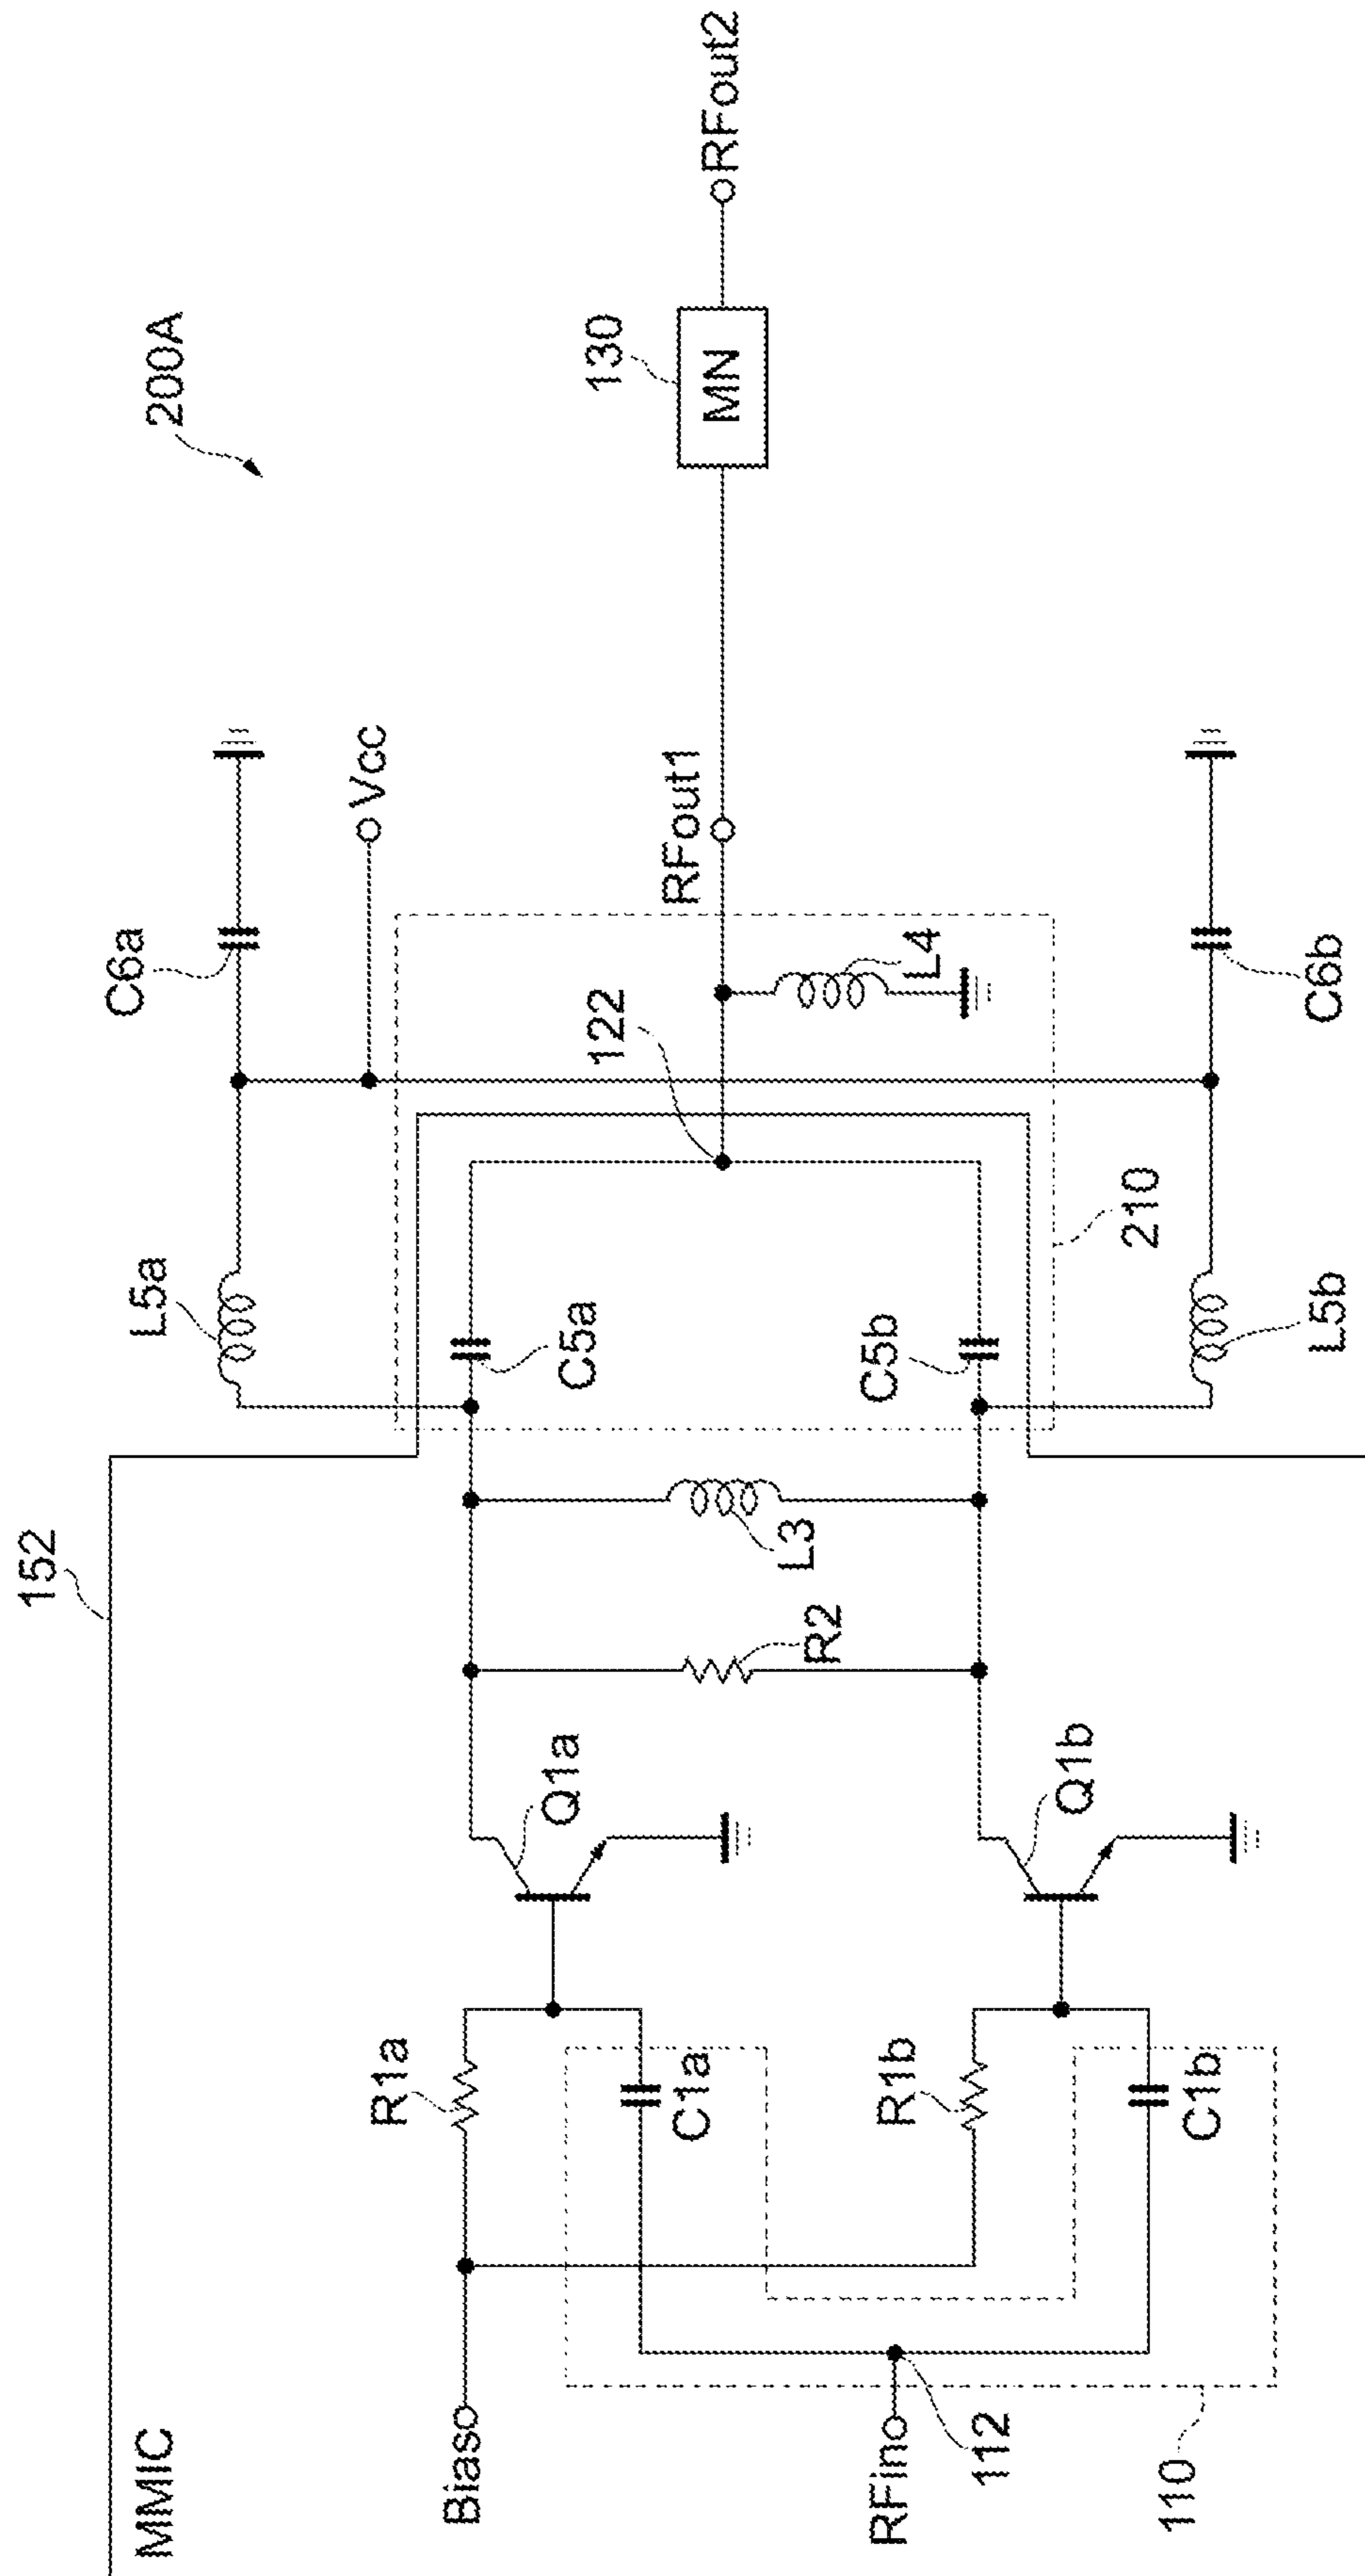 200A
152
MMIC
L5a
C6a
Vcc
Bias
R1a
C1a
Q1a
R2
L3
C5a
122
RFout1
130
MN
RFout2
L4
RFin
112
R1b
C1b
Q1b
C5b
210
L5b
C6b
110